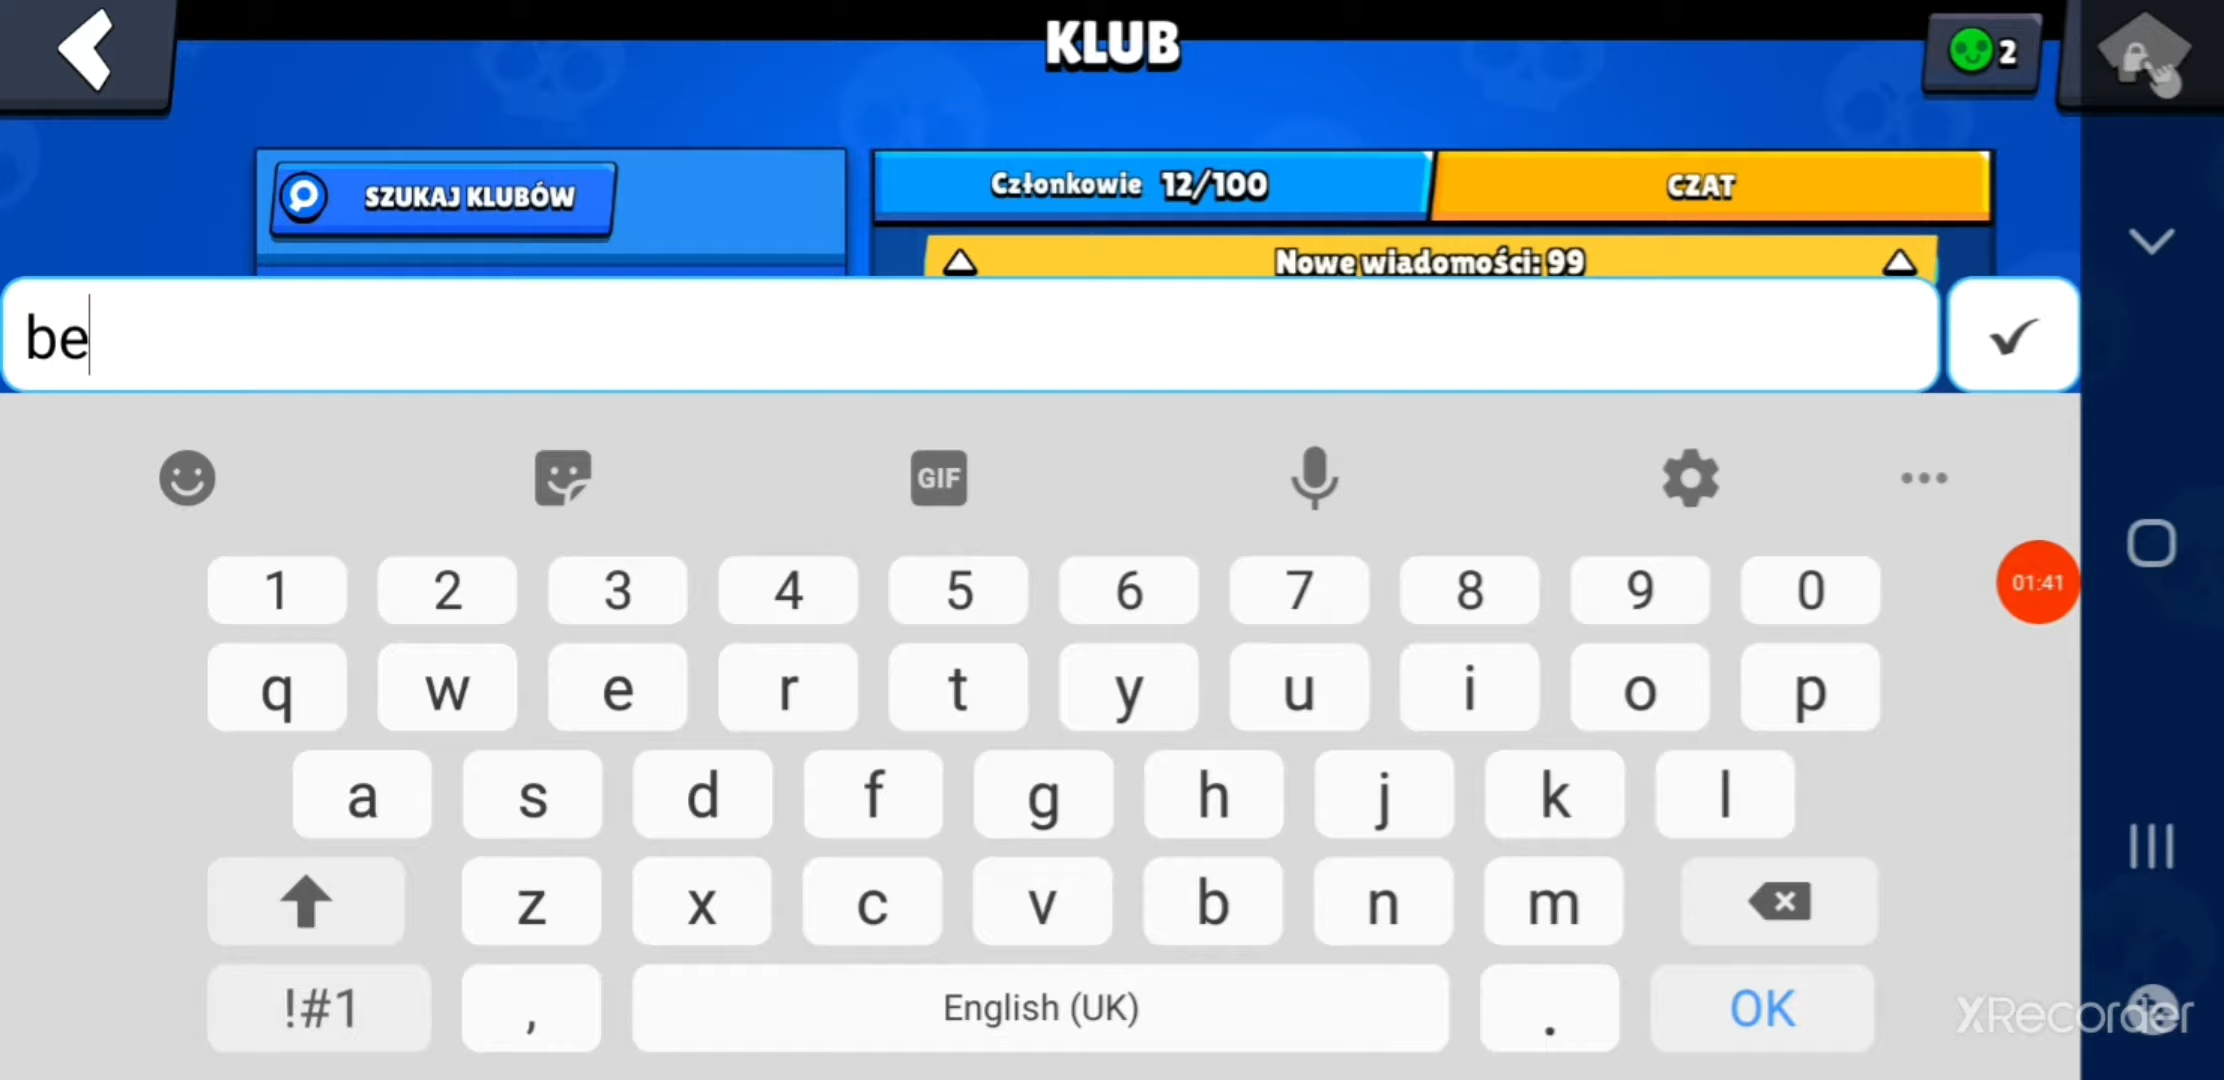 KLUB
2
SZUKAJ KLUBÓW
Członkowie 12/100
CZAT
Nowe wiadomości: 99
be
GIF
1 2 3 4 5 6 7 8 9 0
01:41
q w e r t y u i o p
a s d f g h j k l
z x c v b n m
!#1 , English (UK) . OK
XRecorder